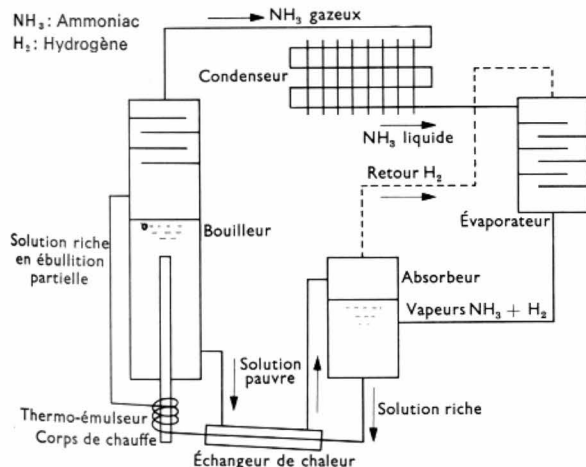 NH₃ : Ammoniac
H₂ : Hydrogène
NH₃ gazeux
Condenseur
NH₃ liquide
Retour H₂
Évaporateur
Solution riche
en ébullition
partielle
Bouilleur
Absorbeur
Vapeurs NH₃ + H₂
Solution
pauvre
Solution riche
Thermo-émulseur
Corps de chauffe
Échangeur de chaleur